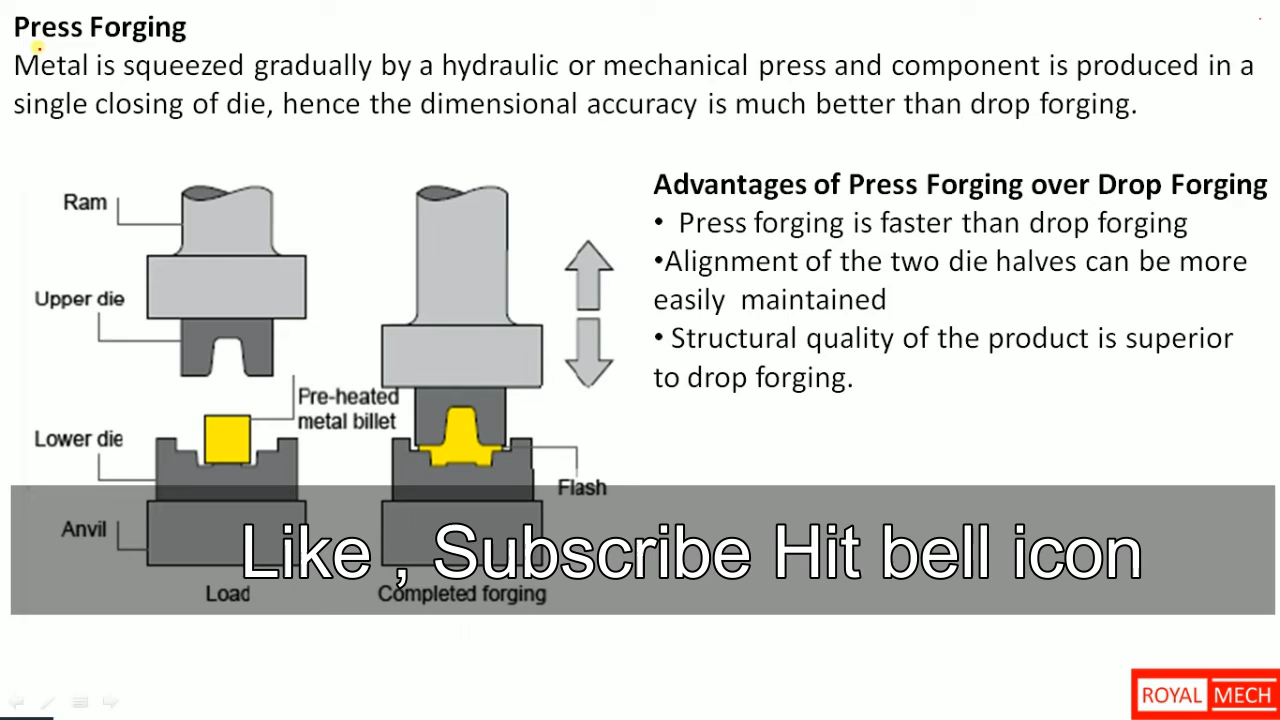 Press Forging
Metal is squeezed gradually by a hydraulic or mechanical press and component is produced in a
single closing of die, hence the dimensional accuracy is much better than drop forging.
Advantages of Press Forging over Drop Forging
• Press forging is faster than drop forging
•Alignment of the two die halves can be more
easily maintained
• Structural quality of the product is superior
to drop forging.
Ram
Upper die
Pre-heated
metal billet
Lower die
Flash
Anvil
Like , Subscribe Hit bell icon
Load
Completed forging
ROYAL MECH